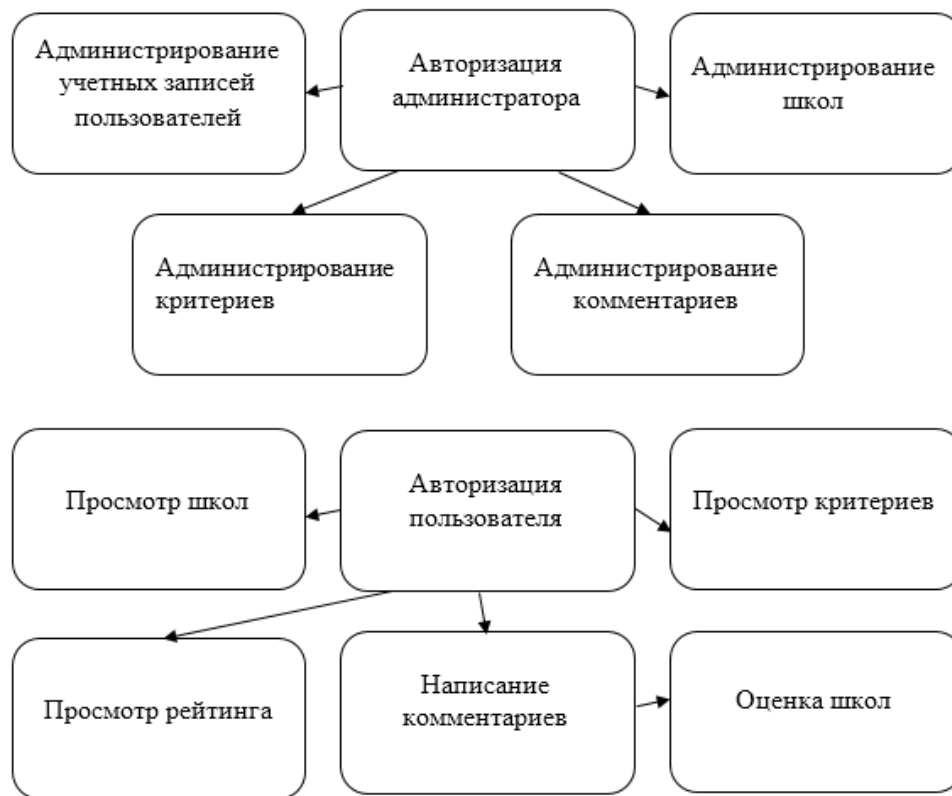 Администрирование
учетных записей
пользователей
Авторизация
администратора
Администрирование
школ
Администрирование
критериев
Администрирование
комментариев
Просмотр школ
Авторизация
пользователя
Просмотр критериев
Просмотр рейтинга
Написание
комментариев
Оценка школ